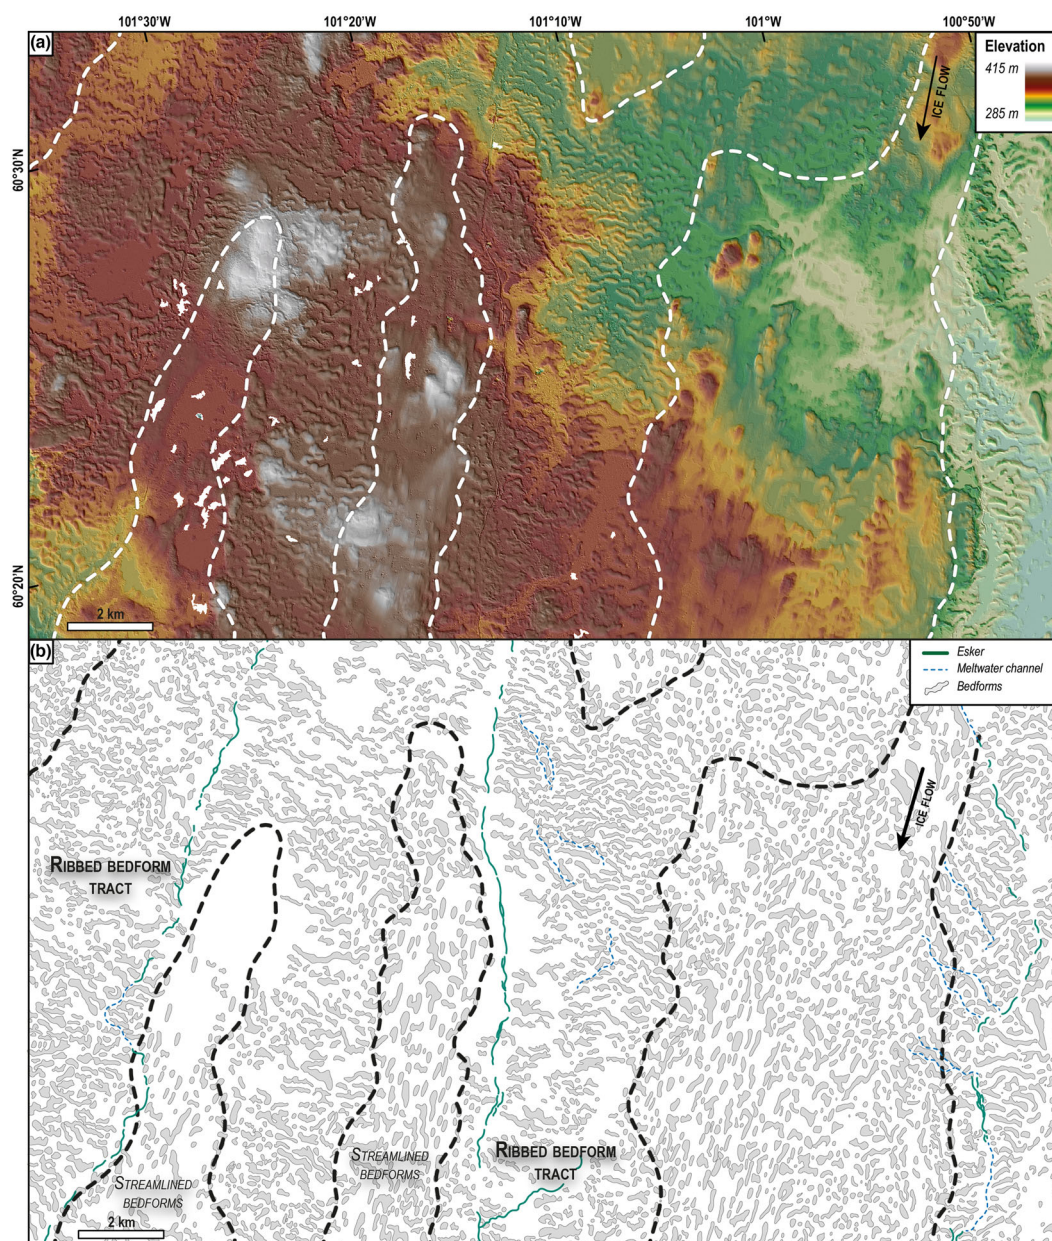 101°30'W 101°20'W 101°10'W 101°W 100°50'W
(a)
Elevation
415 m
285 m
ICE FLOW
60°30'N
60°20'N
2 km
(b)
Esker
Meltwater channel
Bedforms
ICE FLOW
RIBBED BEDFORM
TRACT
STREAMLINED
BEDFORMS
STREAMLINED
BEDFORMS
RIBBED BEDFORM
TRACT
2 km